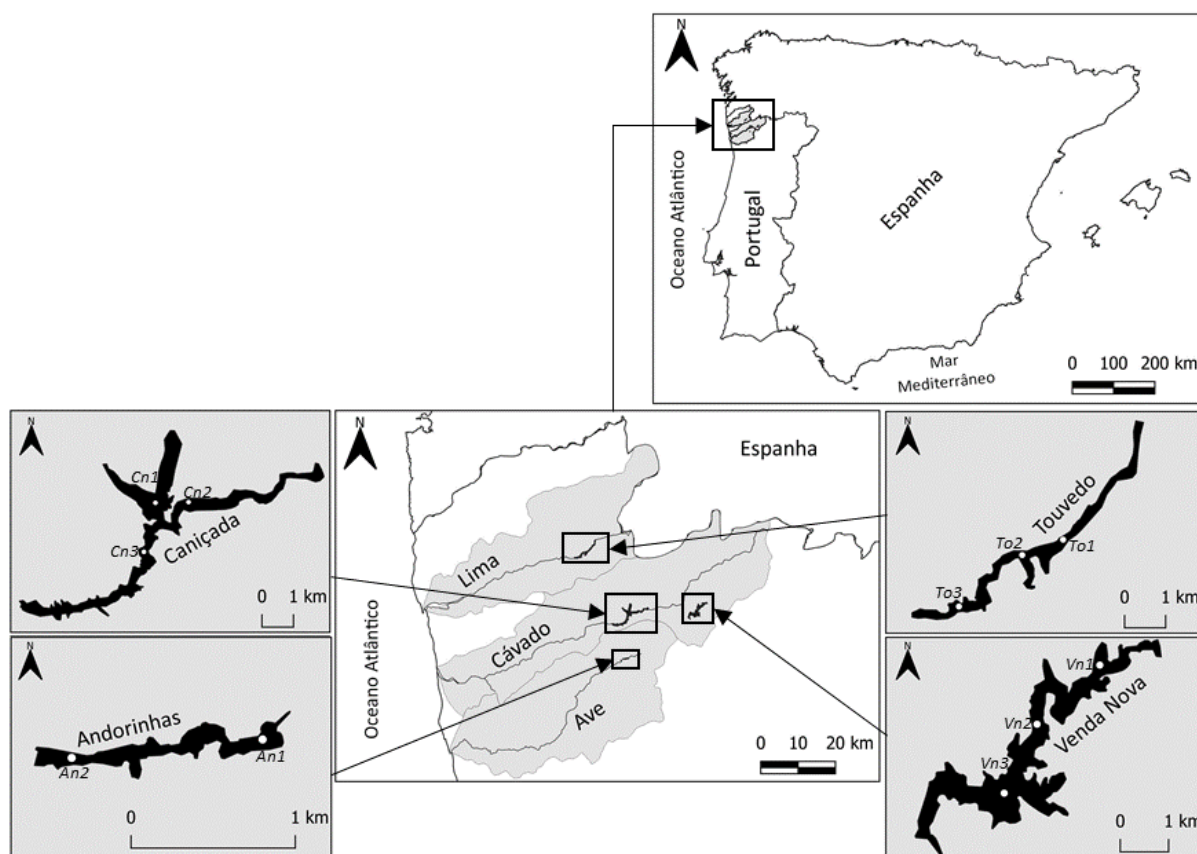 N
Oceano Atlântico
Portugal
Espanha
Mar
Mediterrâneo
0 100 200 km
N
Cn1
Cn2
Cn3
Caniçada
0 1 km
N
Espanha
Lima
Cávado
Ave
Oceano Atlântico
0 10 20 km
N
Touvedo
To1
To2
To3
0 1 km
N
Andorinhas
An1
An2
0 1 km
N
Vn1
Vn2
Vn3
Venda Nova
0 1 km